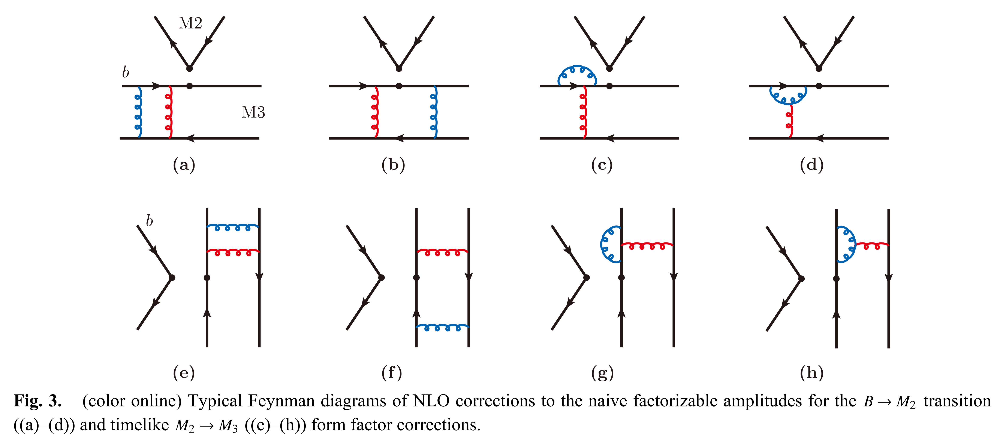 M2
b
M3
(a) (b) (c) (d)
b
(e) (f) (g) (h)
Fig. 3. (color online) Typical Feynman diagrams of NLO corrections to the naive factorizable amplitudes for the B → M₂ transition
((a)–(d)) and timelike M₂ → M₃ ((e)–(h)) form factor corrections.